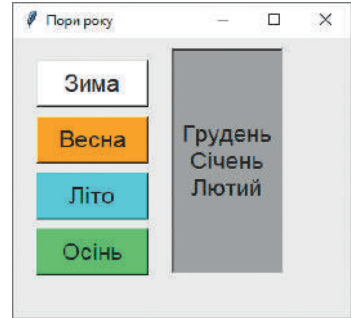 Пори року
Зима
Весна
Літо
Осінь
Грудень
Січень
Лютий